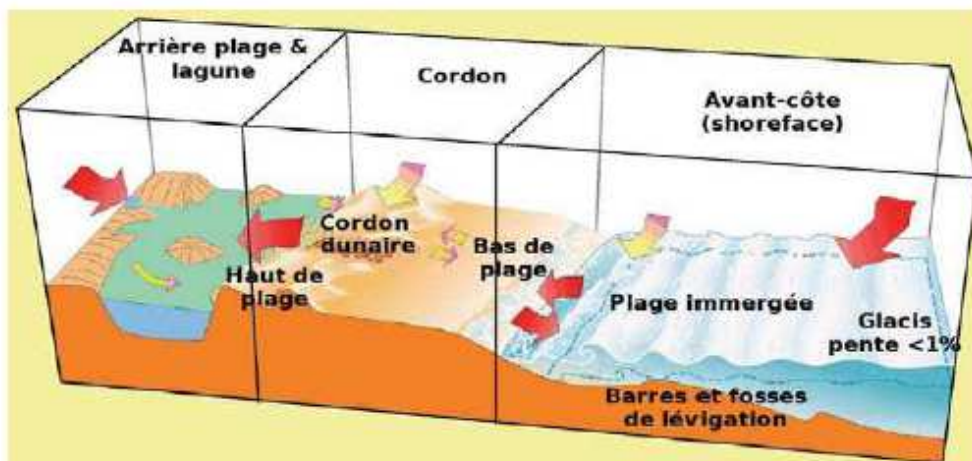 Arrière plage &
lagune
Cordon
Avant-côte
(shoreface)
Cordon
dunaire
Haut de
plage
Bas de
plage
Plage immergée
Glacis
pente <1%
Barres et fosses
de lévigation